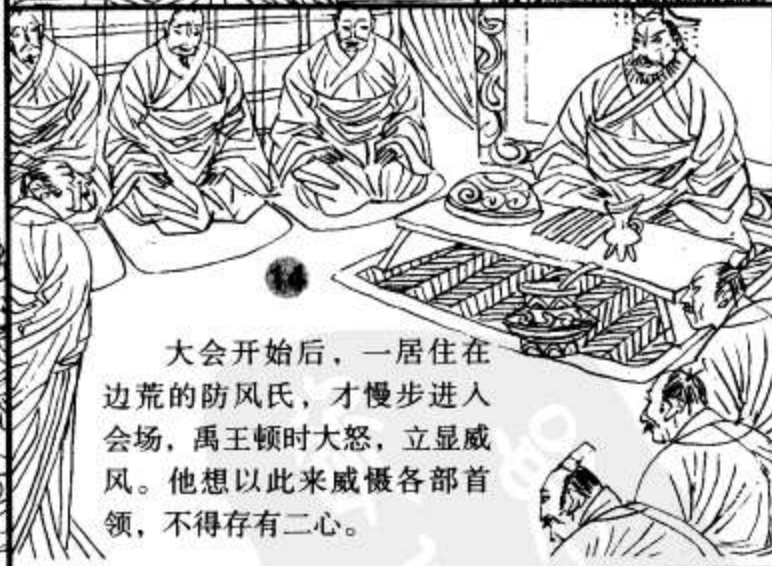 14
大会开始后，一居住在
边荒的防风氏，才慢步进入
会场，禹王顿时大怒，立显威
风。他想以此来威慑各部首
领，不得存有二心。